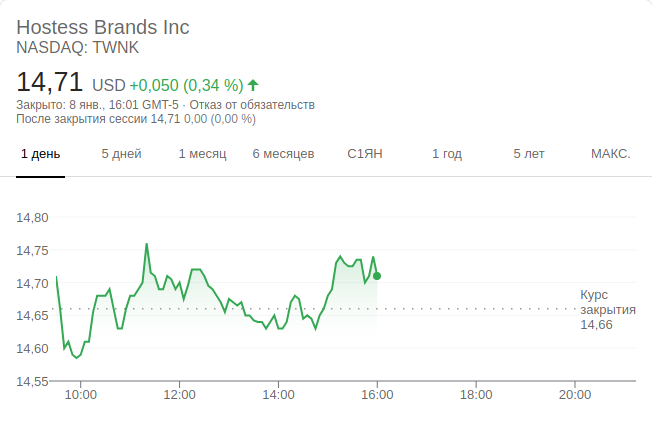 Hostess Brands Inc
NASDAQ: TWNK
14,71 USD +0,050 (0,34 %)
Закрыто: 8 янв., 16:01 GMT-5 · Отказ от обязательств
После закрытия сессии 14,71 0,00 (0,00 %)
1 день 5 дней 1 месяц 6 месяцев С1ЯН 1 год 5 лет МАКС.
14,80
14,75
14,70
14,65
14,60
14,55
Курс
закрытия
14,66
10:00 12:00 14:00 16:00 18:00 20:00